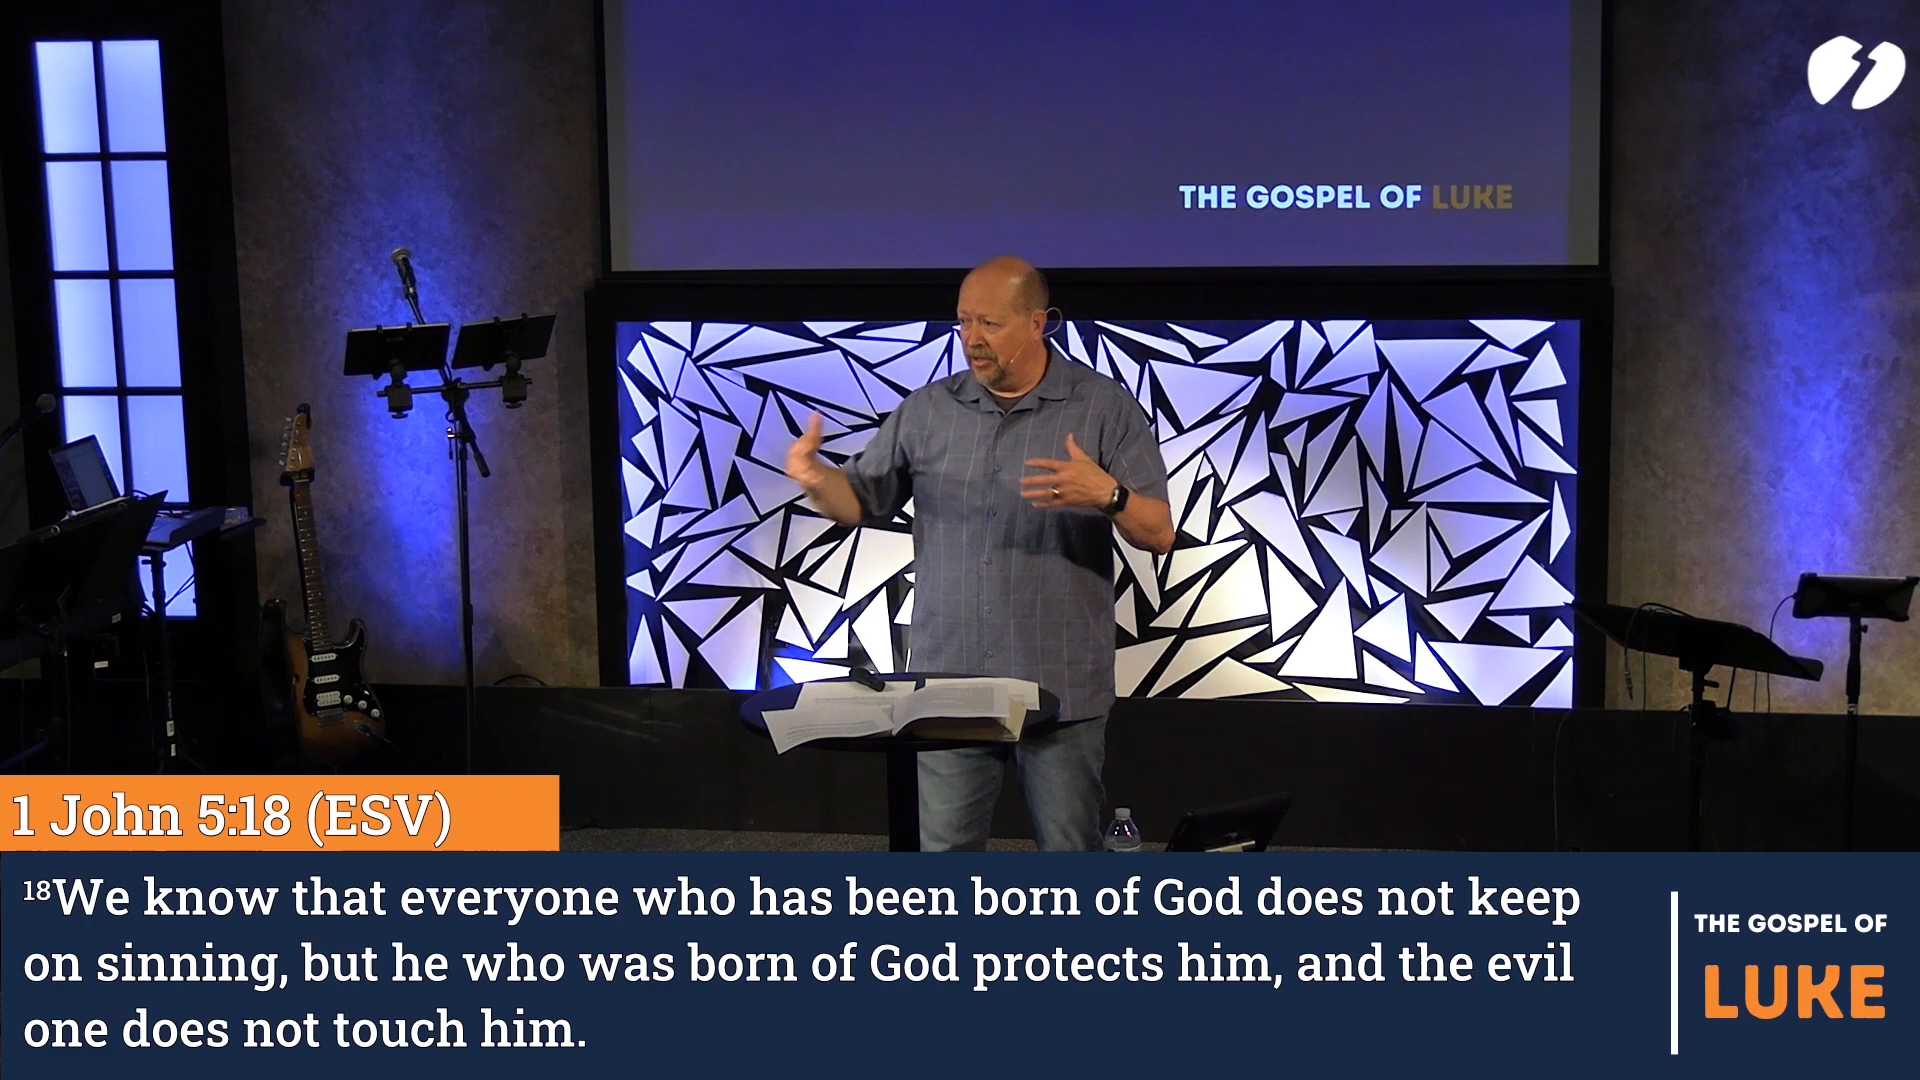 THE GOSPEL OF LUKE
1 John 5:18 (ESV)
18We know that everyone who has been born of God does not keep
on sinning, but he who was born of God protects him, and the evil
one does not touch him.
THE GOSPEL OF
LUKE